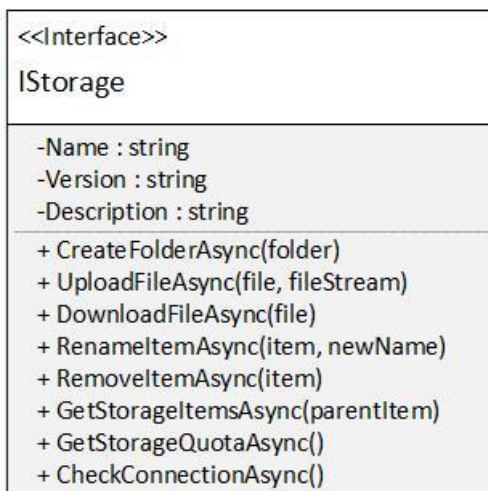 <<Interface>>
IStorage
-Name : string
-Version : string
-Description : string
+ CreateFolderAsync(folder)
+ UploadFileAsync(file, fileStream)
+ DownloadFileAsync(file)
+ RenameItemAsync(item, newName)
+ RemoveItemAsync(item)
+ GetStorageItemsAsync(parentItem)
+ GetStorageQuotaAsync()
+ CheckConnectionAsync()